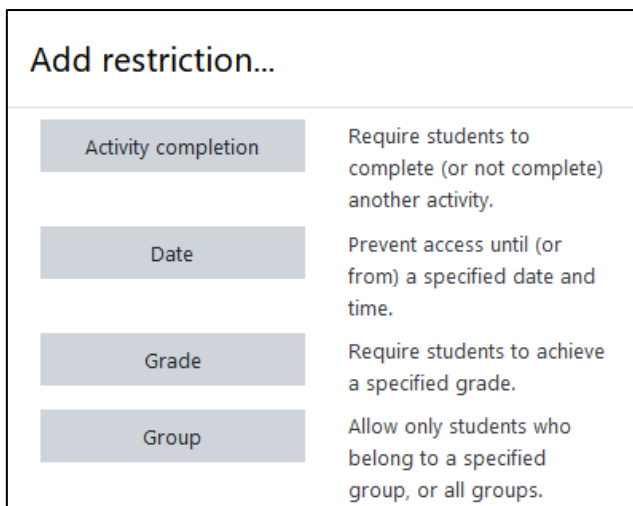 Add restriction...
Activity completion
Require students to
complete (or not complete)
another activity.
Date
Prevent access until (or
from) a specified date and
time.
Grade
Require students to achieve
a specified grade.
Group
Allow only students who
belong to a specified
group, or all groups.